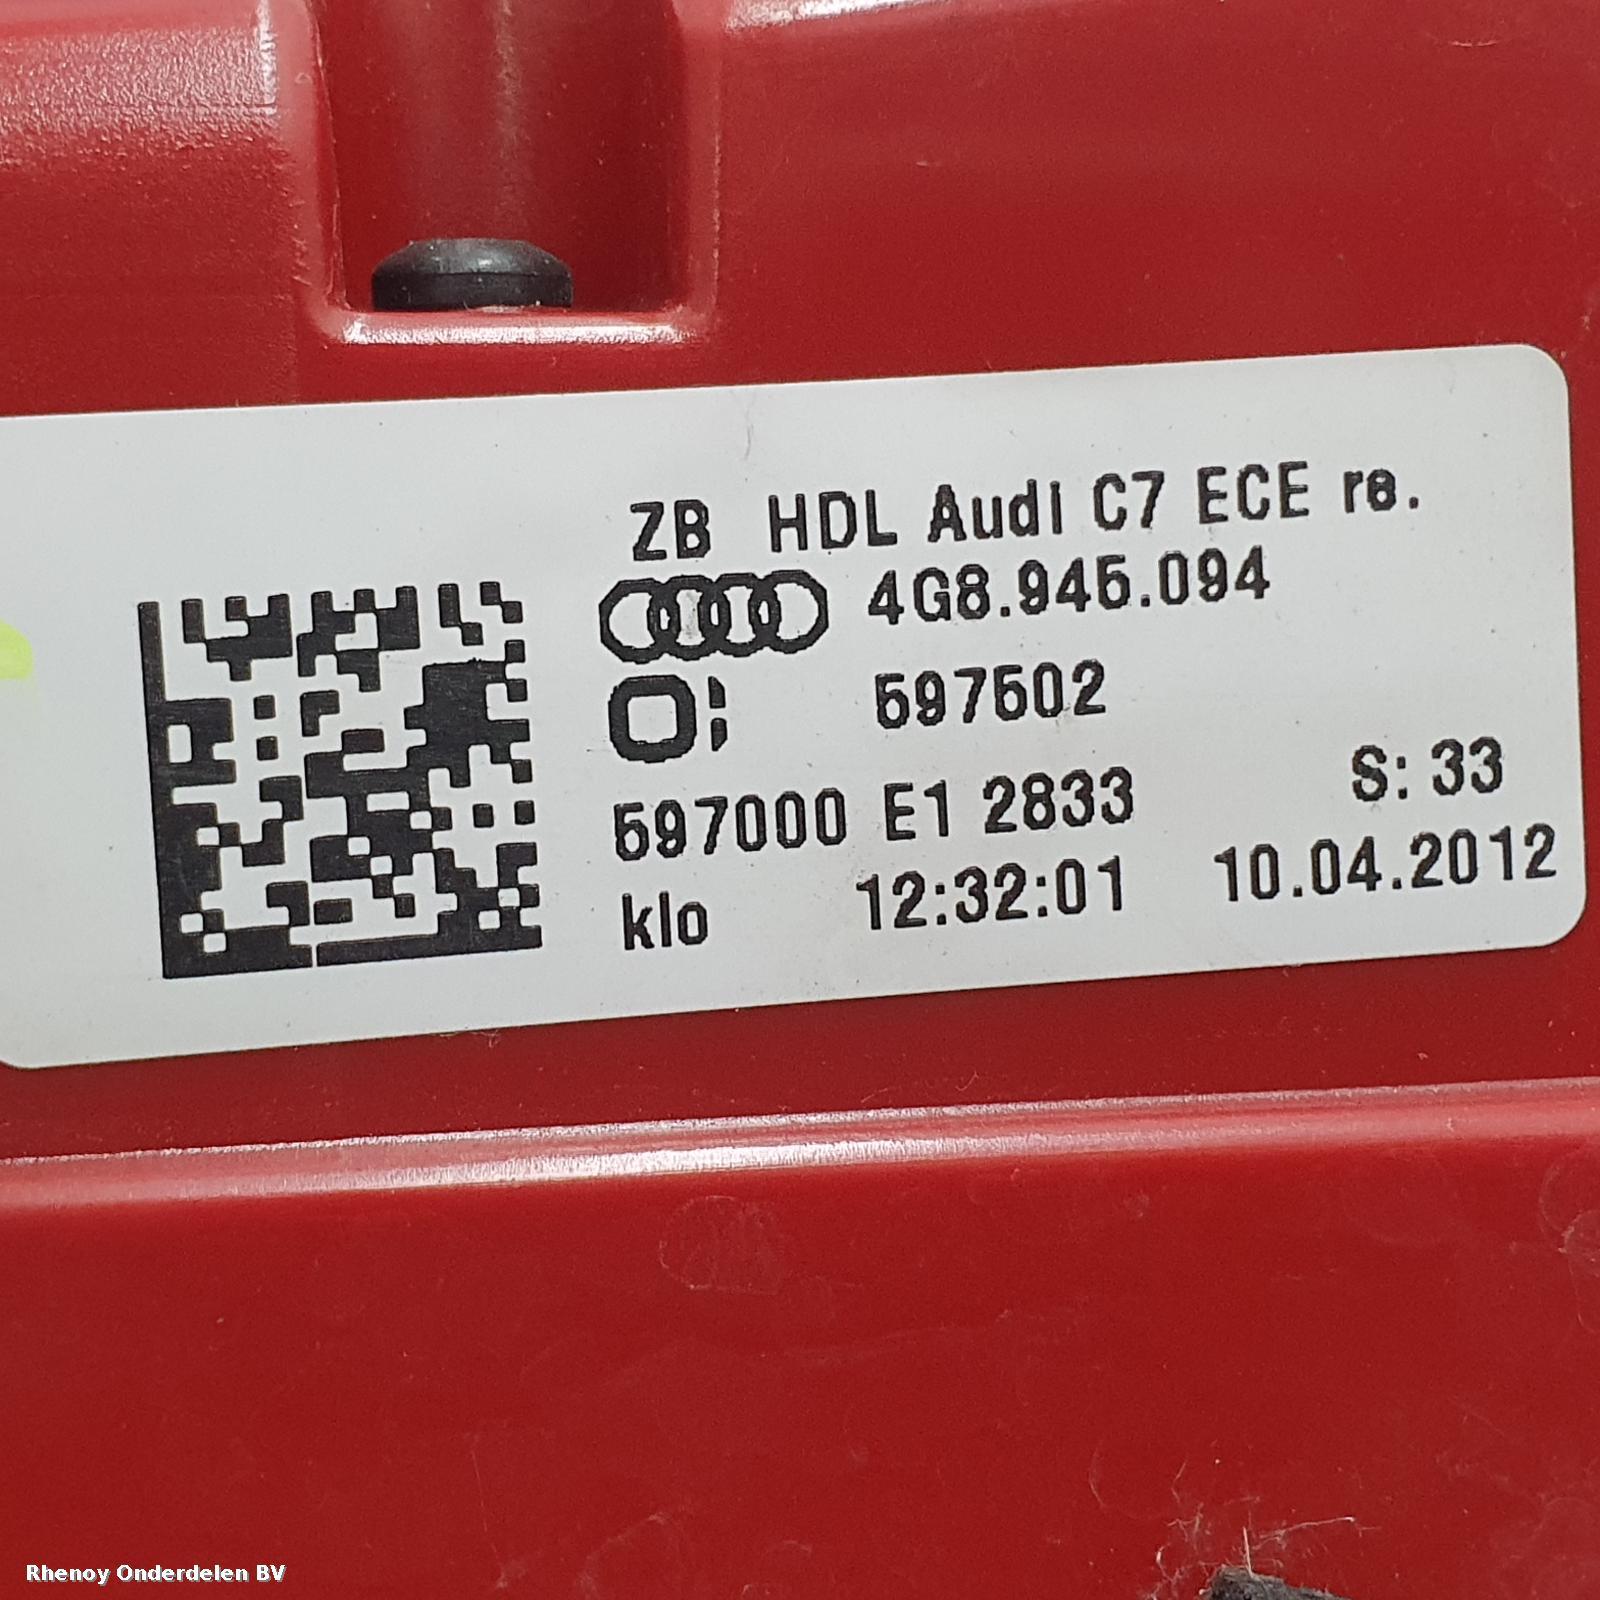 ZB HDL Audi C7 ECE re.
4G8.945.094
597502
597000 E1 2833 S: 33
klo 12:32:01 10.04.2012
Rhenoy Onderdelen BV